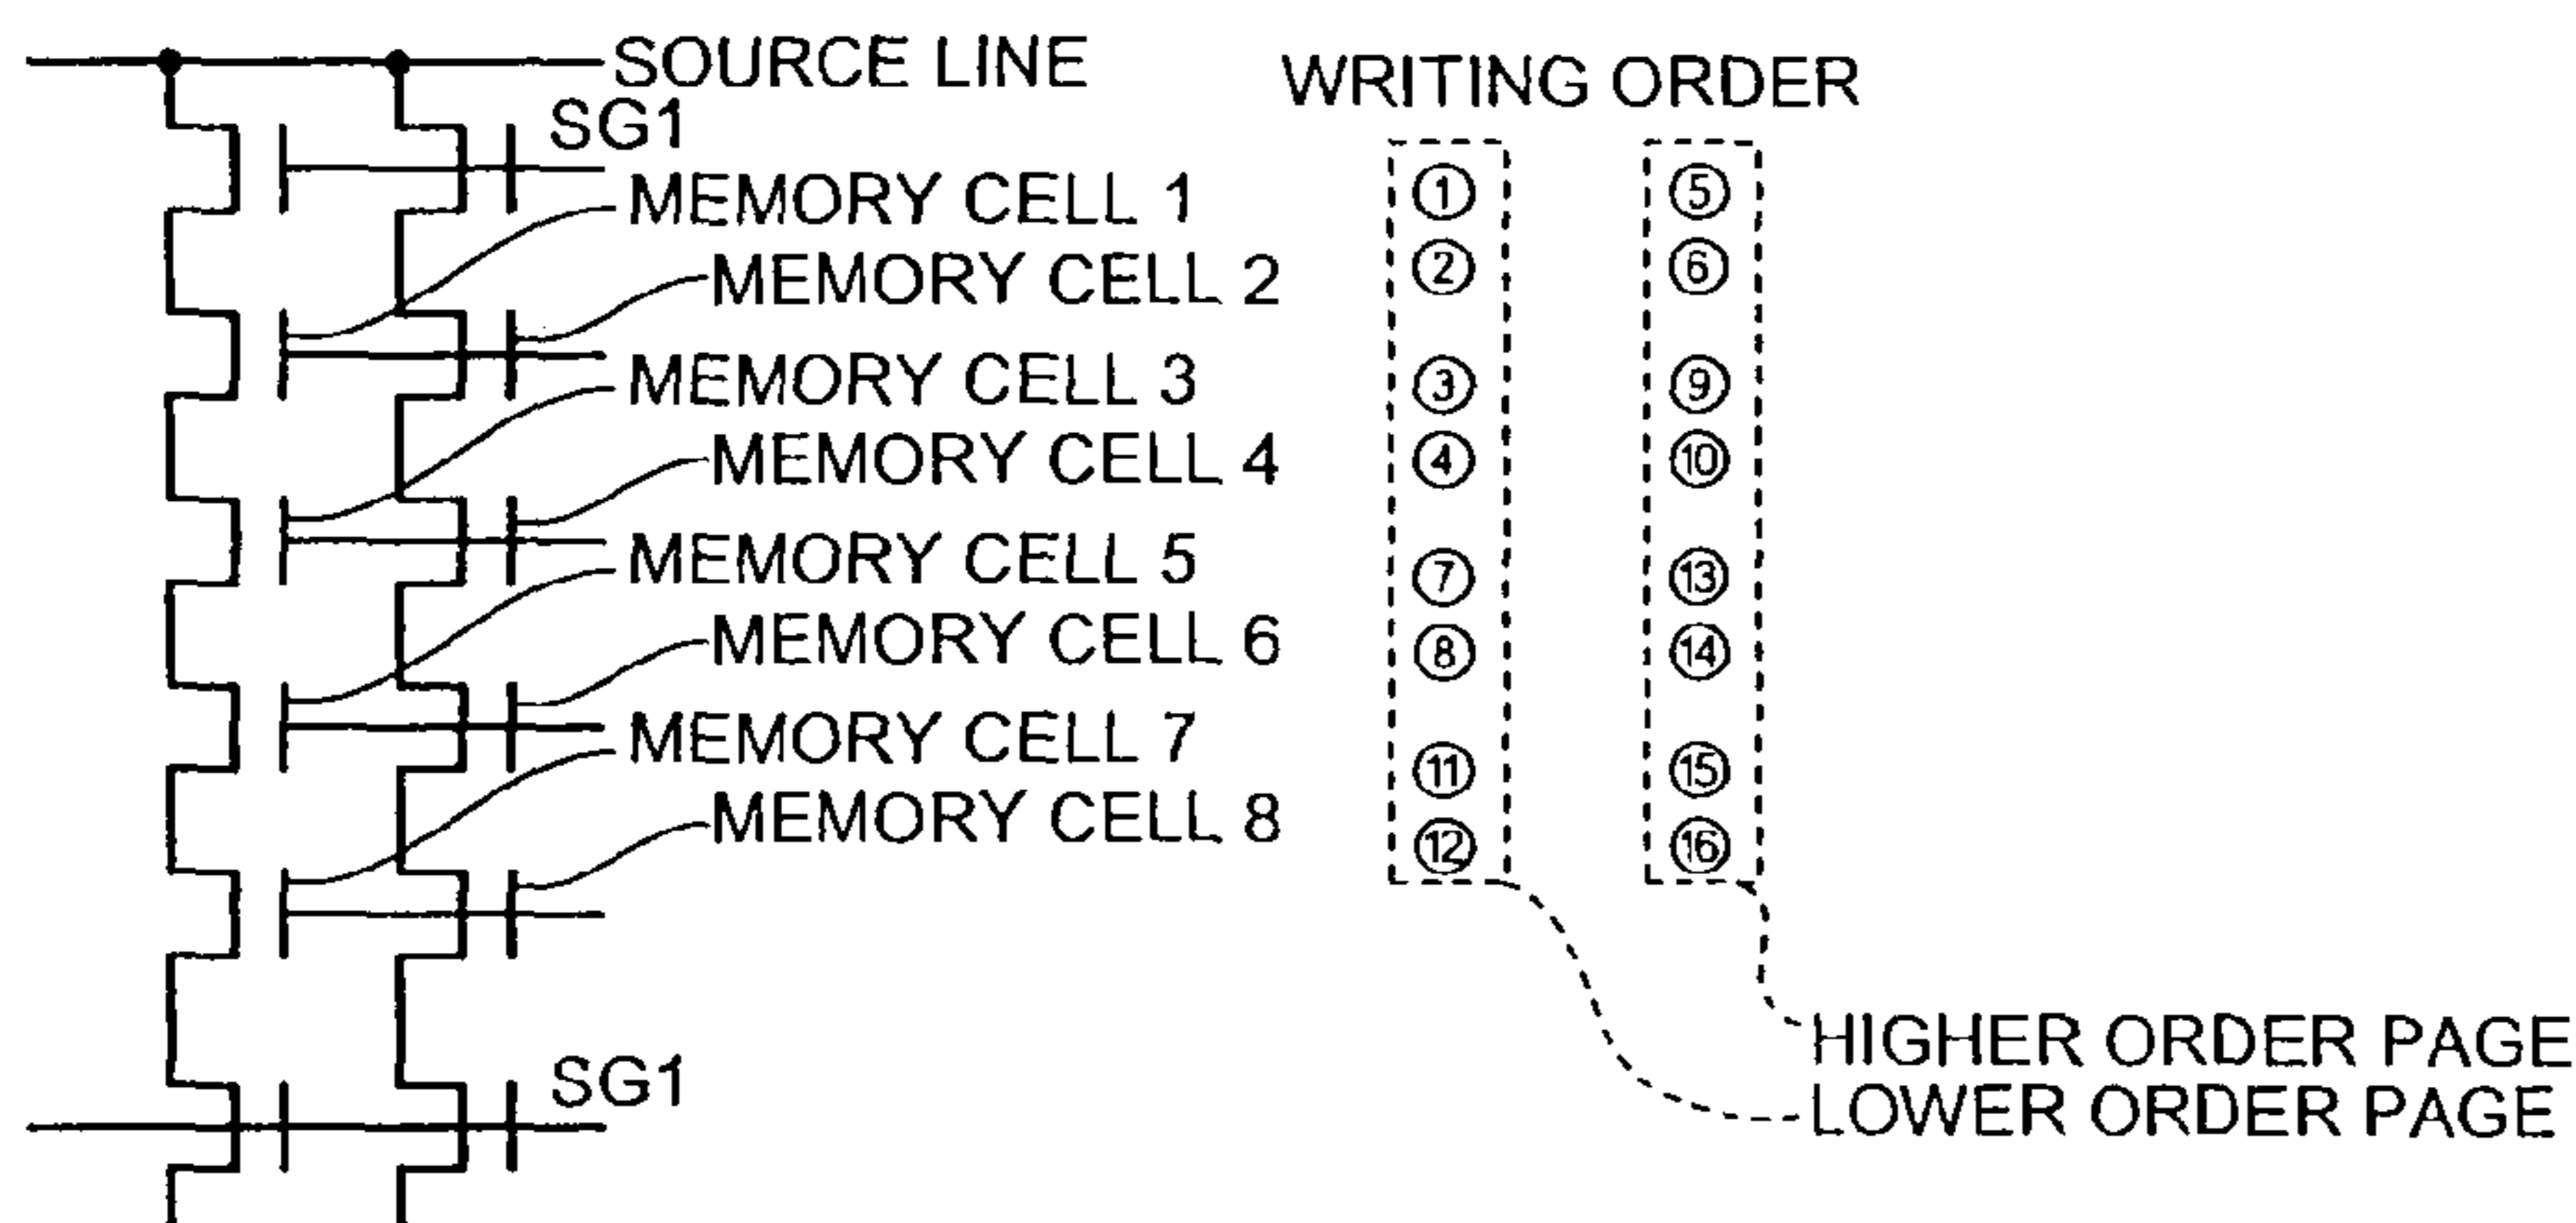 SOURCE LINE
WRITING ORDER
SG1
MEMORY CELL 1 ① ⑤
MEMORY CELL 2 ② ⑥
MEMORY CELL 3 ③ ⑨
MEMORY CELL 4 ④ ⑩
MEMORY CELL 5 ⑦ ⑬
MEMORY CELL 6 ⑧ ⑭
MEMORY CELL 7 ⑪ ⑮
MEMORY CELL 8 ⑫ ⑯
HIGHER ORDER PAGE
SG1
LOWER ORDER PAGE